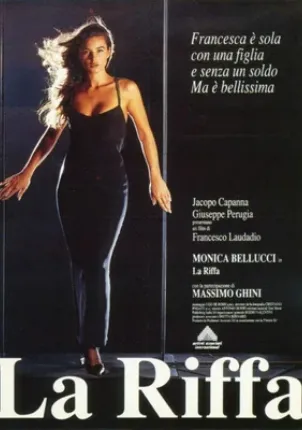 Francesca è sola
con una figlia
e senza un soldo
Ma è bellissima
Jacopo Capanna
Giuseppe Perugia
presentano
un film di
Francesco Laudadio
MONICA BELLUCCI in
La Riffa
con la partecipazione di
MASSIMO GHINI
La Riffa